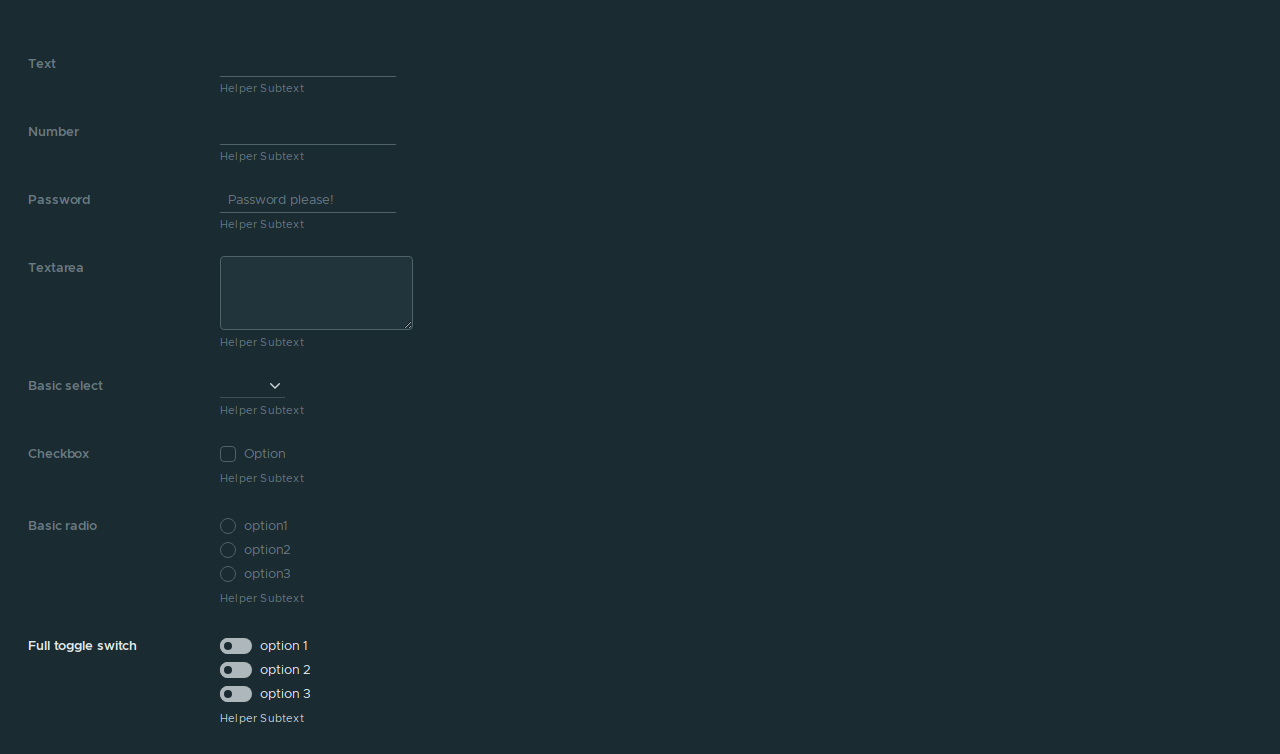 Text
Helper Subtext
Number
Helper Subtext
Password Password please!
Helper Subtext
Textarea
Helper Subtext
Basic select
Helper Subtext
Checkbox Option
Helper Subtext
Basic radio option1
option2
option3
Helper Subtext
Full toggle switch option 1
option 2
option 3
Helper Subtext